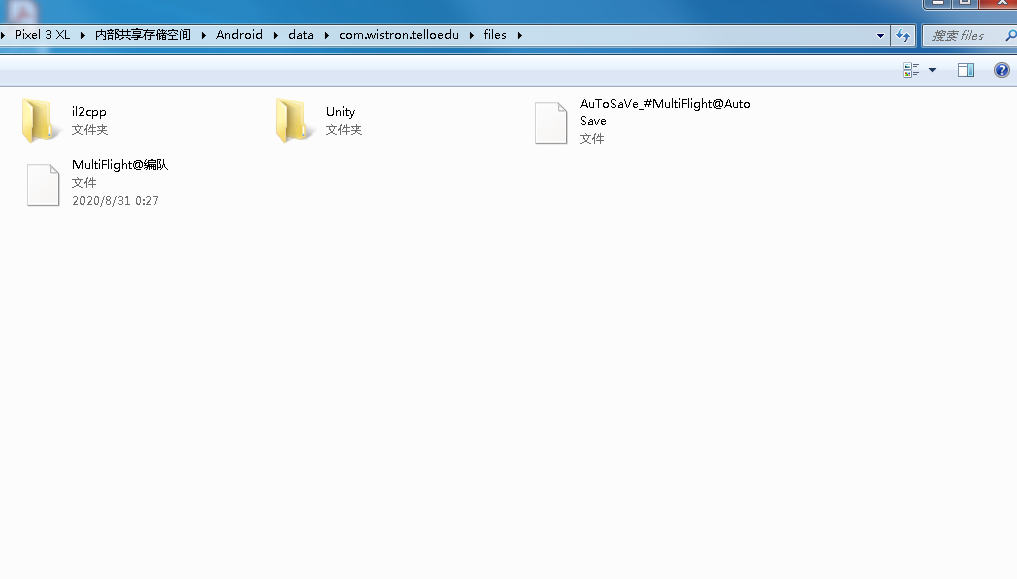 Pixel 3 XL 内部共享存储空间 Android data com.wistron.telloedu files
搜索 files
il2cpp
文件夹
Unity
文件夹
AuToSaVe_#MultiFlight@Auto
Save
文件
MultiFlight@编队
文件
2020/8/31 0:27